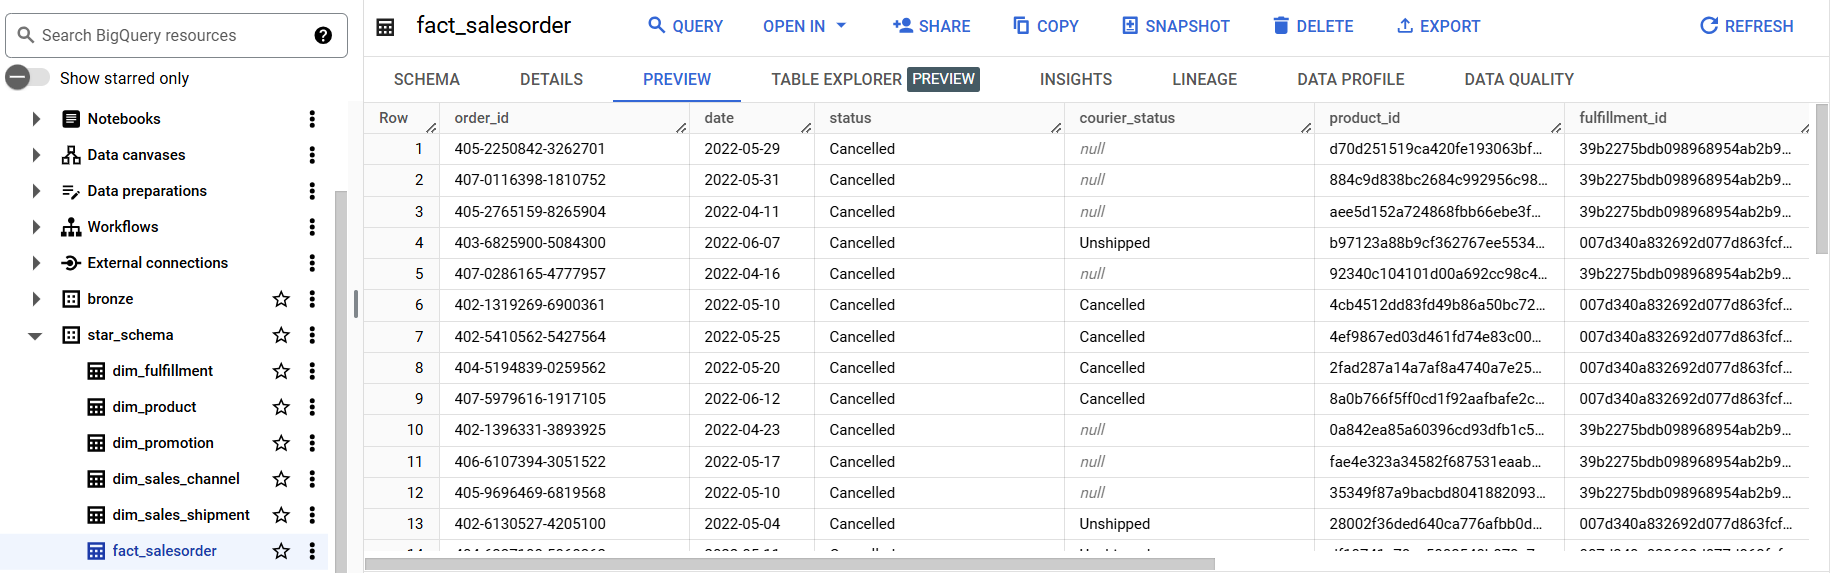 Search BigQuery resources
Show starred only
Notebooks
Data canvases
Data preparations
Workflows
External connections
bronze
star_schema
dim_fulfillment
dim_product
dim_promotion
dim_sales_channel
dim_sales_shipment
fact_salesorder
fact_salesorder QUERY OPEN IN SHARE COPY SNAPSHOT DELETE EXPORT REFRESH
SCHEMA DETAILS PREVIEW TABLE EXPLORER PREVIEW INSIGHTS LINEAGE DATA PROFILE DATA QUALITY
Row order_id date status courier_status product_id fulfillment_id
1 405-2250842-3262701 2022-05-29 Cancelled null d70d251519ca420fe193063bf... 39b2275bdb098968954ab2b9...
2 407-0116398-1810752 2022-05-31 Cancelled null 884c9d838bc2684c992956c98... 39b2275bdb098968954ab2b9...
3 405-2765159-8265904 2022-04-11 Cancelled null aee5d152a724868fbb66ebe3f... 39b2275bdb098968954ab2b9...
4 403-6825900-5084300 2022-06-07 Cancelled Unshipped b97123a88b9cf362767ee5534... 007d340a832692d077d863fcf...
5 407-0286165-4777957 2022-04-16 Cancelled null 92340c104101d00a692cc98c4... 39b2275bdb098968954ab2b9...
6 402-1319269-6900361 2022-05-10 Cancelled Cancelled 4cb4512dd83fd49b86a50bc72... 007d340a832692d077d863fcf...
7 402-5410562-5427564 2022-05-25 Cancelled Cancelled 4ef9867ed03d461fd74e83c00... 007d340a832692d077d863fcf...
8 404-5194839-0259562 2022-05-20 Cancelled Cancelled 2fad287a14a7af8a4740a7e25... 007d340a832692d077d863fcf...
9 407-5979616-1917105 2022-06-12 Cancelled Cancelled 8a0b766f5ff0cd1f92aafbafe2c... 007d340a832692d077d863fcf...
10 402-1396331-3893925 2022-04-23 Cancelled null 0a842ea85a60396cd93dfb1c5... 39b2275bdb098968954ab2b9...
11 406-6107394-3051522 2022-05-17 Cancelled null fae4e323a34582f687531eaab... 39b2275bdb098968954ab2b9...
12 405-9696469-6819568 2022-05-10 Cancelled null 35349f87a9bacbd8041882093... 39b2275bdb098968954ab2b9...
13 402-6130527-4205100 2022-05-04 Cancelled Unshipped 28002f36ded640ca776afbb0d... 007d340a832692d077d863fcf...